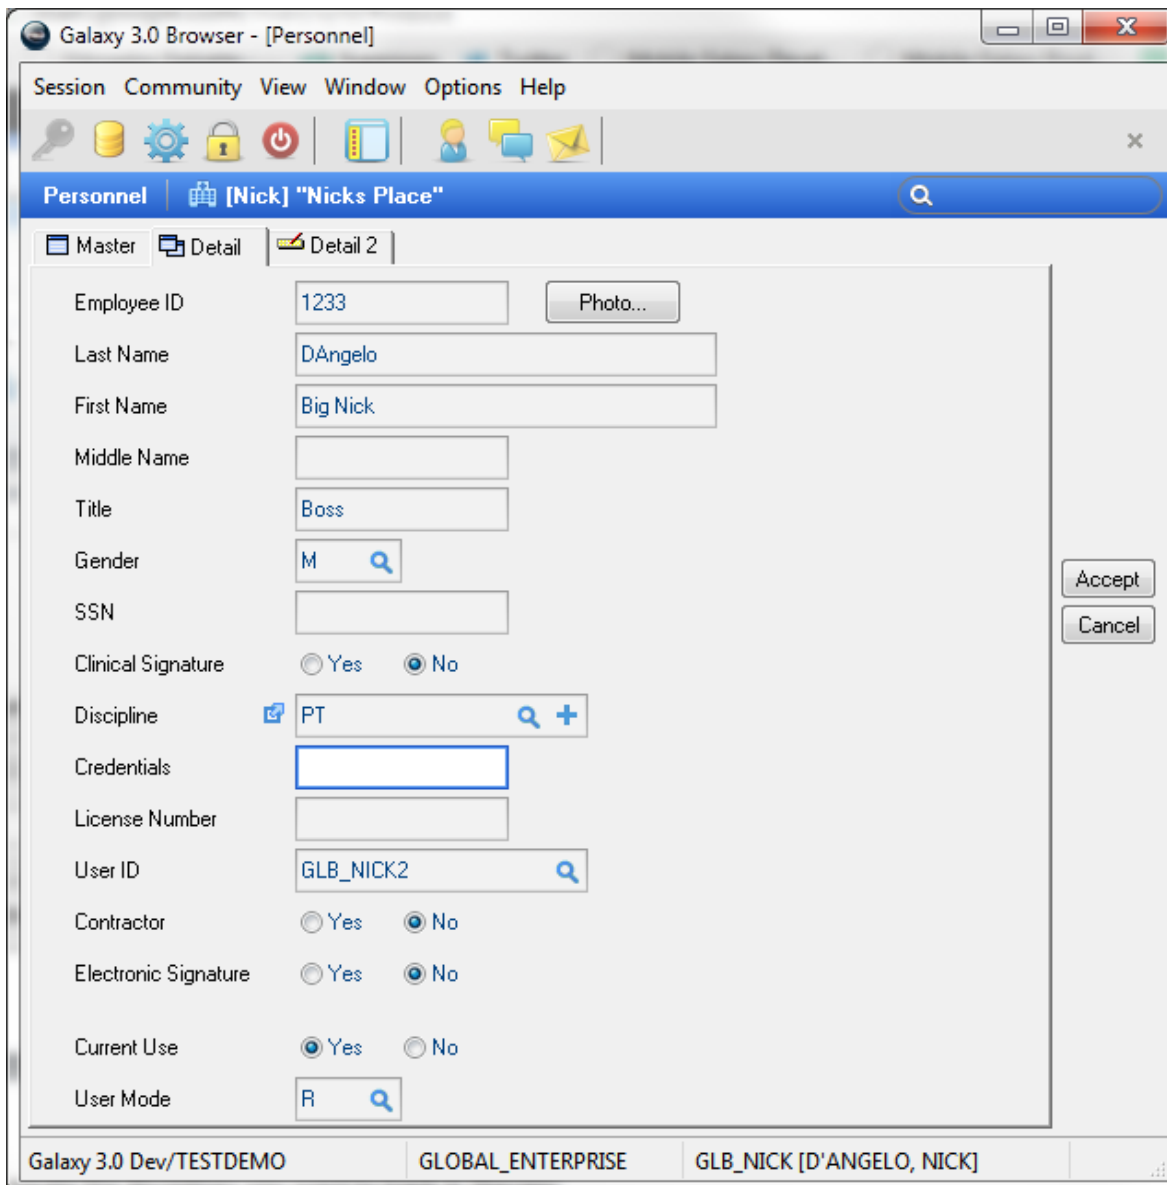 Galaxy 3.0 Browser - [Personnel]
Session Community View Window Options Help
Personnel [Nick] "Nicks Place"
Master Detail Detail 2
Employee ID 1233 Photo...
Last Name DAngelo
First Name Big Nick
Middle Name
Title Boss
Gender M
SSN
Accept
Cancel
Clinical Signature Yes No
Discipline PT
Credentials
License Number
User ID GLB_NICK2
Contractor Yes No
Electronic Signature Yes No
Current Use Yes No
User Mode R
Galaxy 3.0 Dev/TESTDEMO GLOBAL_ENTERPRISE GLB_NICK [D'ANGELO, NICK]